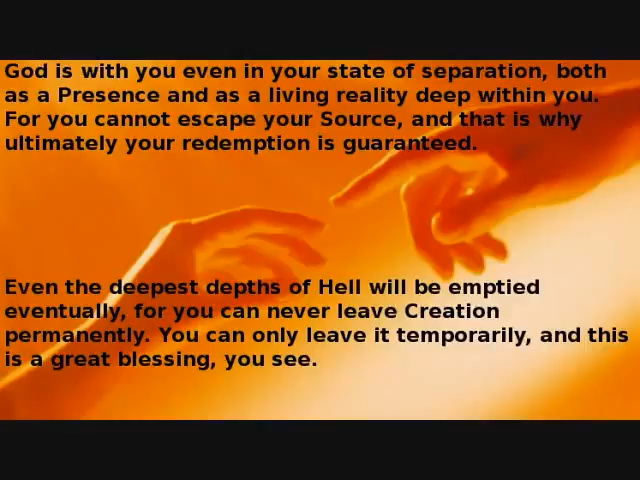 God is with you even in your state of separation, both
as a Presence and as a living reality deep within you.
For you cannot escape your Source, and that is why
ultimately your redemption is guaranteed.
Even the deepest depths of Hell will be emptied
eventually, for you can never leave Creation
permanently. You can only leave it temporarily, and this
is a great blessing, you see.